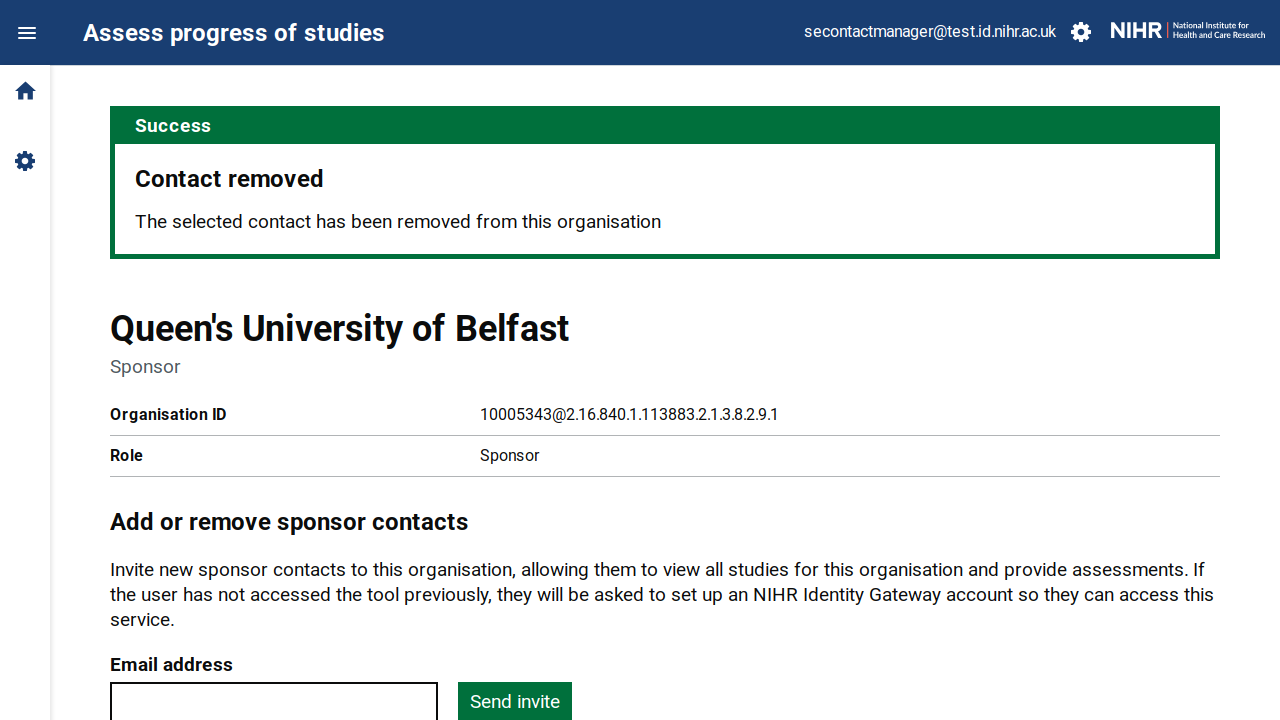 Assess progress of studies
secontactmanager@test.id.nihr.ac.uk
NIHR | National Institute for
Health and Care Research
Success
Contact removed
The selected contact has been removed from this organisation
Queen's University of Belfast
Sponsor
Organisation ID 10005343@2.16.840.1.113883.2.1.3.8.2.9.1
Role Sponsor
Add or remove sponsor contacts
Invite new sponsor contacts to this organisation, allowing them to view all studies for this organisation and provide assessments. If
the user has not accessed the tool previously, they will be asked to set up an NIHR Identity Gateway account so they can access this
service.
Email address
Send invite